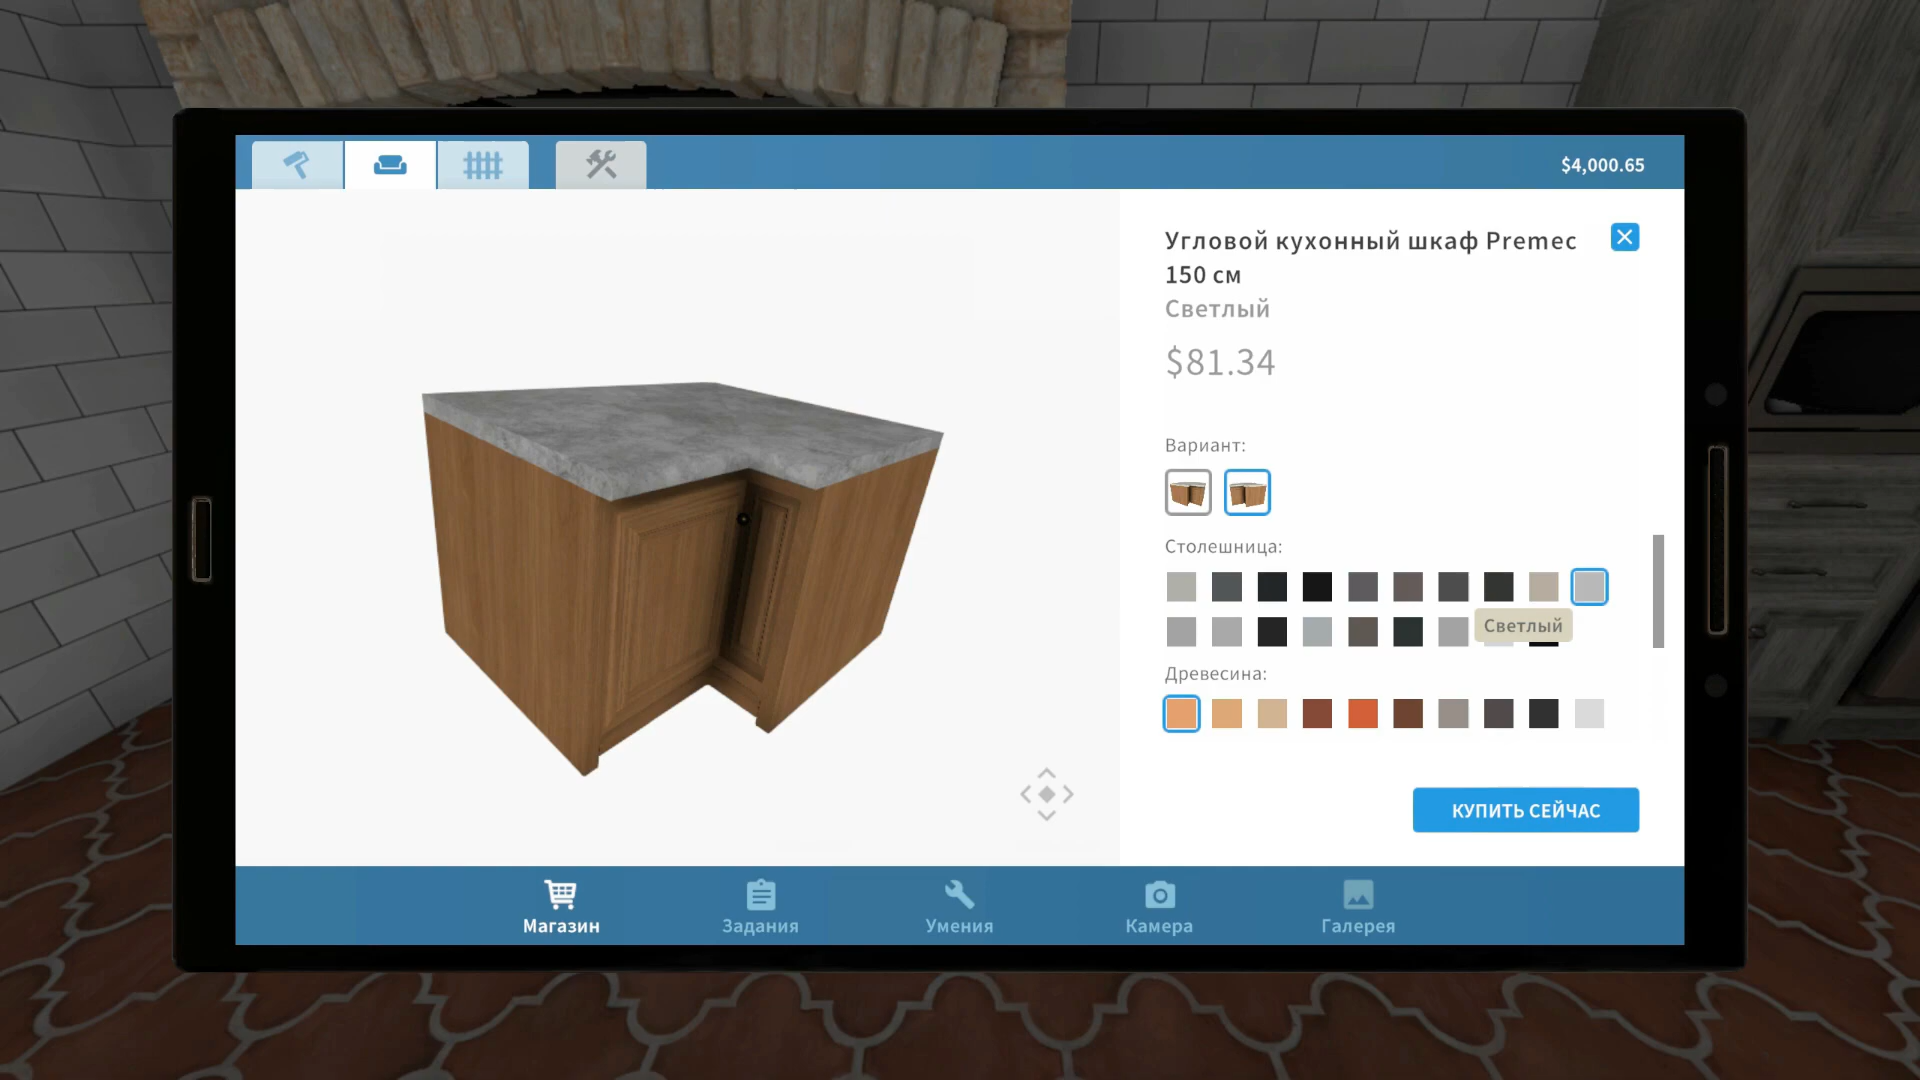 $4,000.65
Угловой кухонный шкаф Premec
150 см
Светлый
$81.34
Вариант:
Столешница:
Светлый
Древесина:
КУПИТЬ СЕЙЧАС
Магазин
Задания
Умения
Камера
Галерея